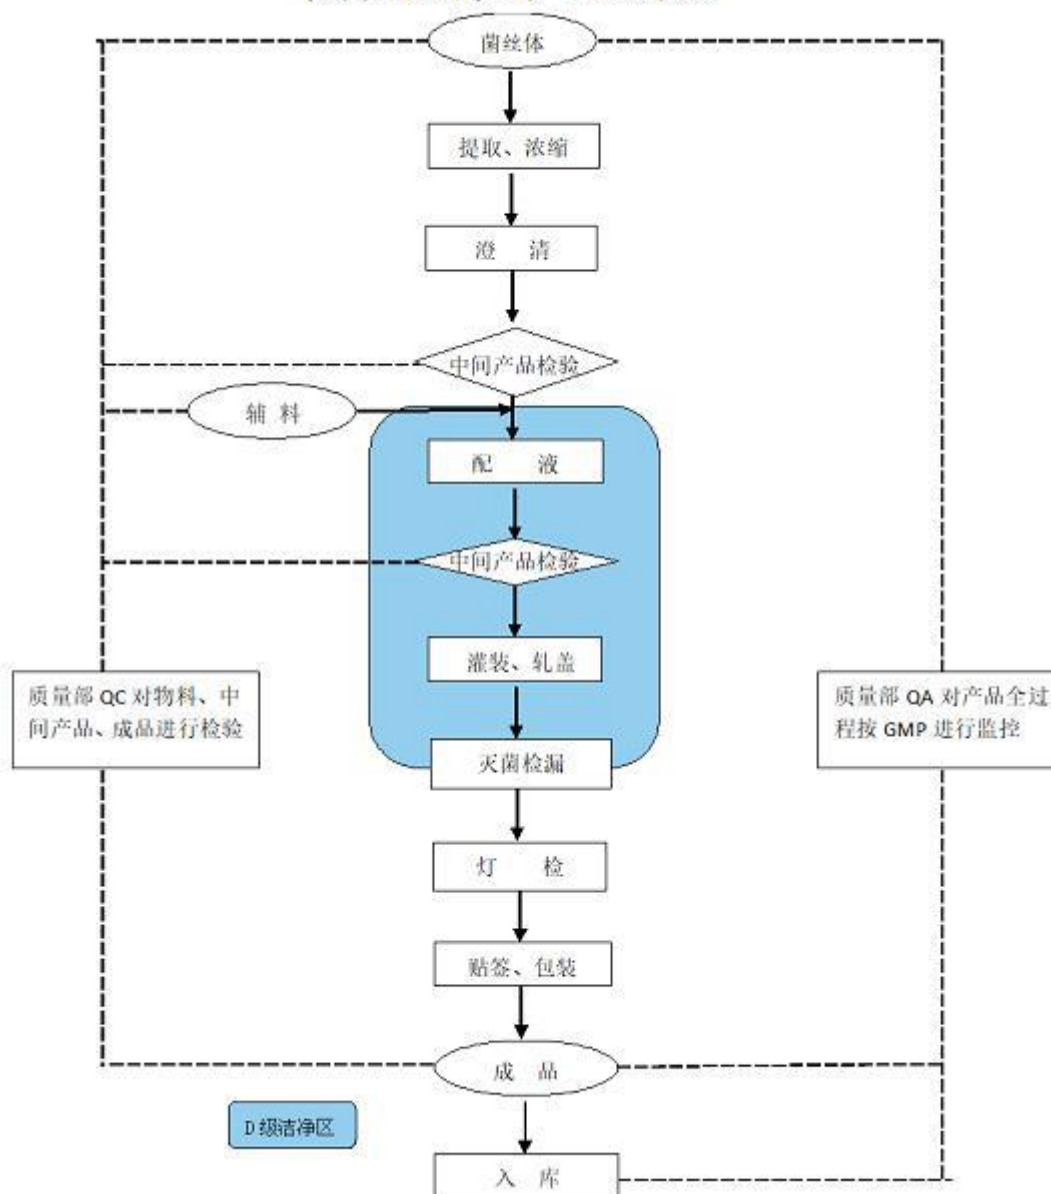 菌丝体
提取、浓缩
澄 清
中间产品检验
辅 料
配 液
中间产品检验
灌装、轧盖
质量部 QC 对物料、中
间产品、成品进行检验
质量部 QA 对产品全过
程按 GMP 进行监控
灭菌检漏
灯 检
贴签、包装
成 品
D 级洁净区
入 库